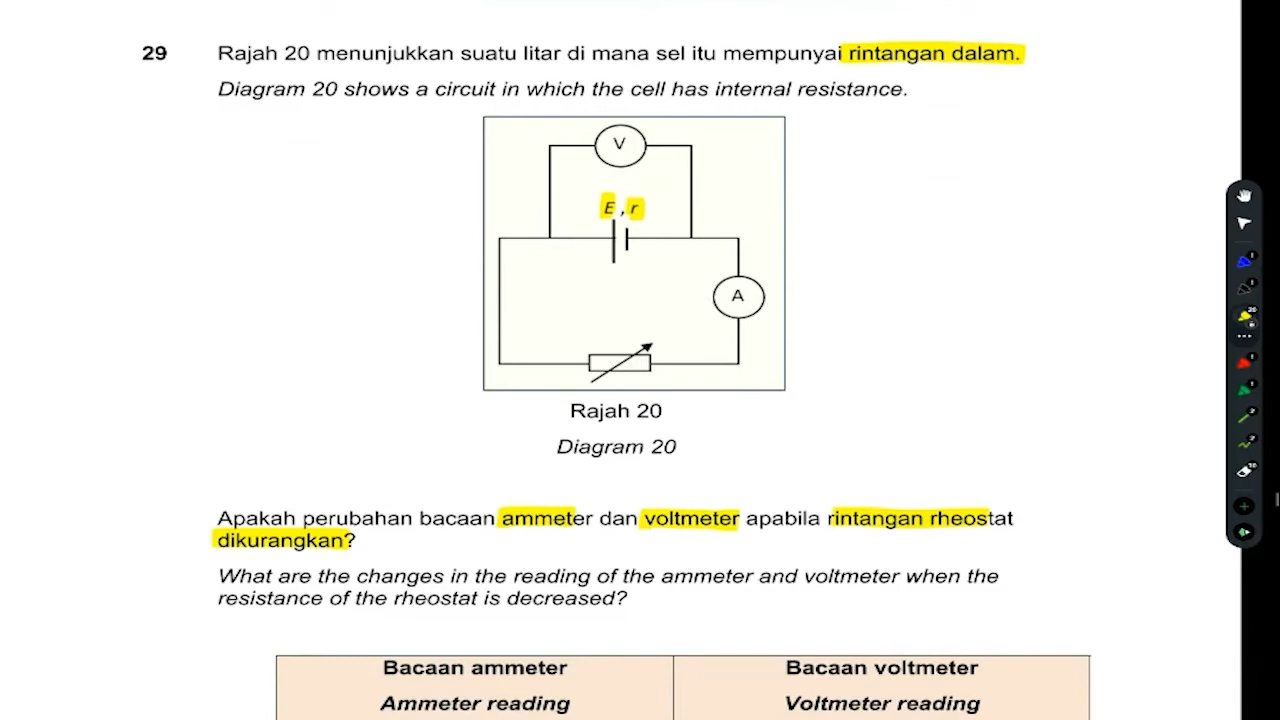 29 Rajah 20 menunjukkan suatu litar di mana sel itu mempunyai rintangan dalam.
Diagram 20 shows a circuit in which the cell has internal resistance.
V
E , r
A
Rajah 20
Diagram 20
Apakah perubahan bacaan ammeter dan voltmeter apabila rintangan rheostat
dikurangkan?
What are the changes in the reading of the ammeter and voltmeter when the
resistance of the rheostat is decreased?
Bacaan ammeter Bacaan voltmeter
Ammeter reading Voltmeter reading